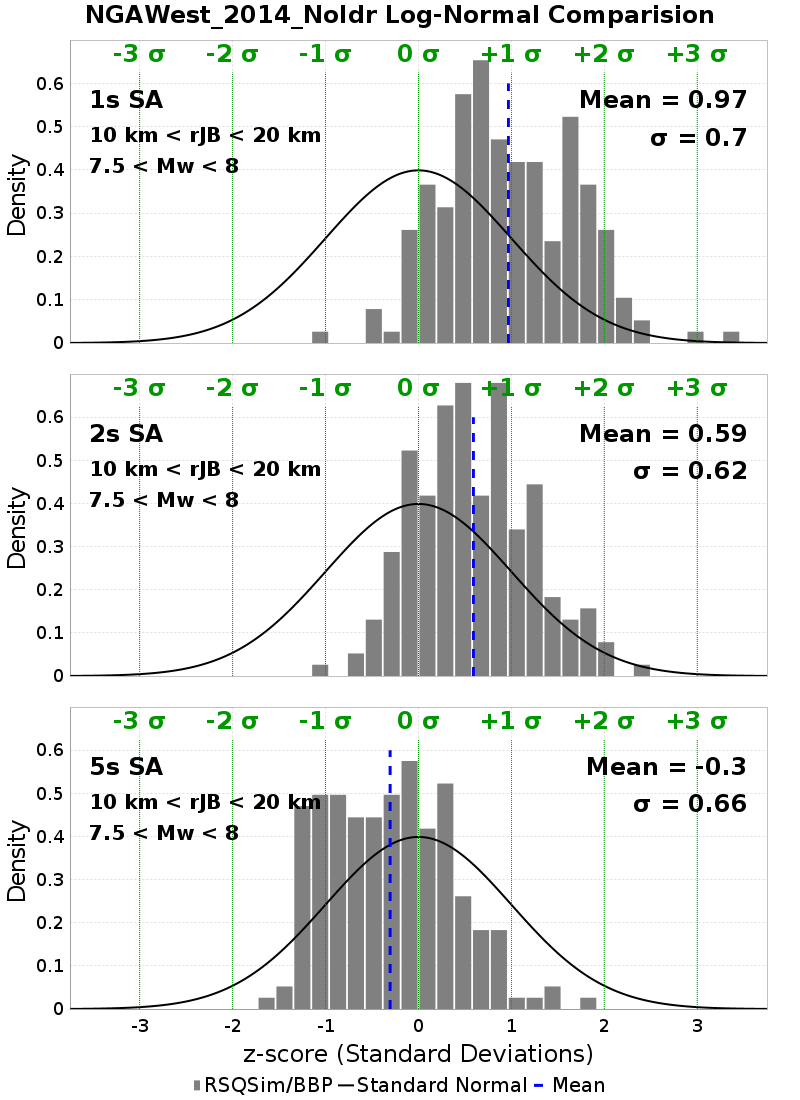 NGAWest_2014_NoIdr Log-Normal Comparision
-3 σ -2 σ -1 σ 0 σ +1 σ +2 σ +3 σ
1s SA
Mean = 0.97
10 km < rJB < 20 km
σ = 0.7
7.5 < Mw < 8
Density
0.6
0.5
0.4
0.3
0.2
0.1
0
-3 σ -2 σ -1 σ 0 σ +1 σ +2 σ +3 σ
2s SA
Mean = 0.59
10 km < rJB < 20 km
σ = 0.62
7.5 < Mw < 8
Density
0.6
0.5
0.4
0.3
0.2
0.1
0
-3 σ -2 σ -1 σ 0 σ +1 σ +2 σ +3 σ
5s SA
Mean = -0.3
10 km < rJB < 20 km
σ = 0.66
7.5 < Mw < 8
Density
0.6
0.5
0.4
0.3
0.2
0.1
0
-3 -2 -1 0 1 2 3
z-score (Standard Deviations)
RSQSim/BBP Standard Normal Mean